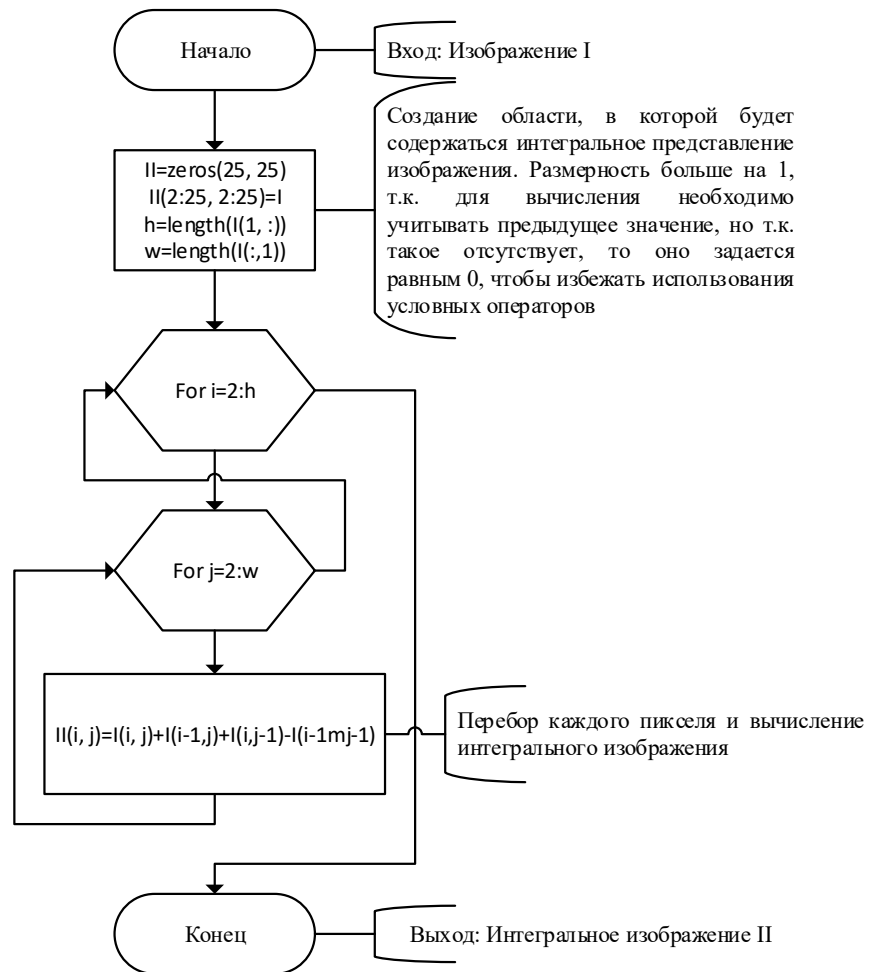 Начало
Вход: Изображение I
II=zeros(25, 25)
II(2:25, 2:25)=I
h=length(I(1, :))
w=length(I(:,1))
Создание области, в которой будет
содержаться интегральное представление
изображения. Размерность больше на 1,
т.к. для вычисления необходимо
учитывать предыдущее значение, но т.к.
такое отсутствует, то оно задается
равным 0, чтобы избежать использования
условных операторов
For i=2:h
For j=2:w
II(i, j)=I(i, j)+I(i-1,j)+I(i,j-1)-I(i-1mj-1)
Перебор каждого пикселя и вычисление
интегрального изображения
Конец
Выход: Интегральное изображение II